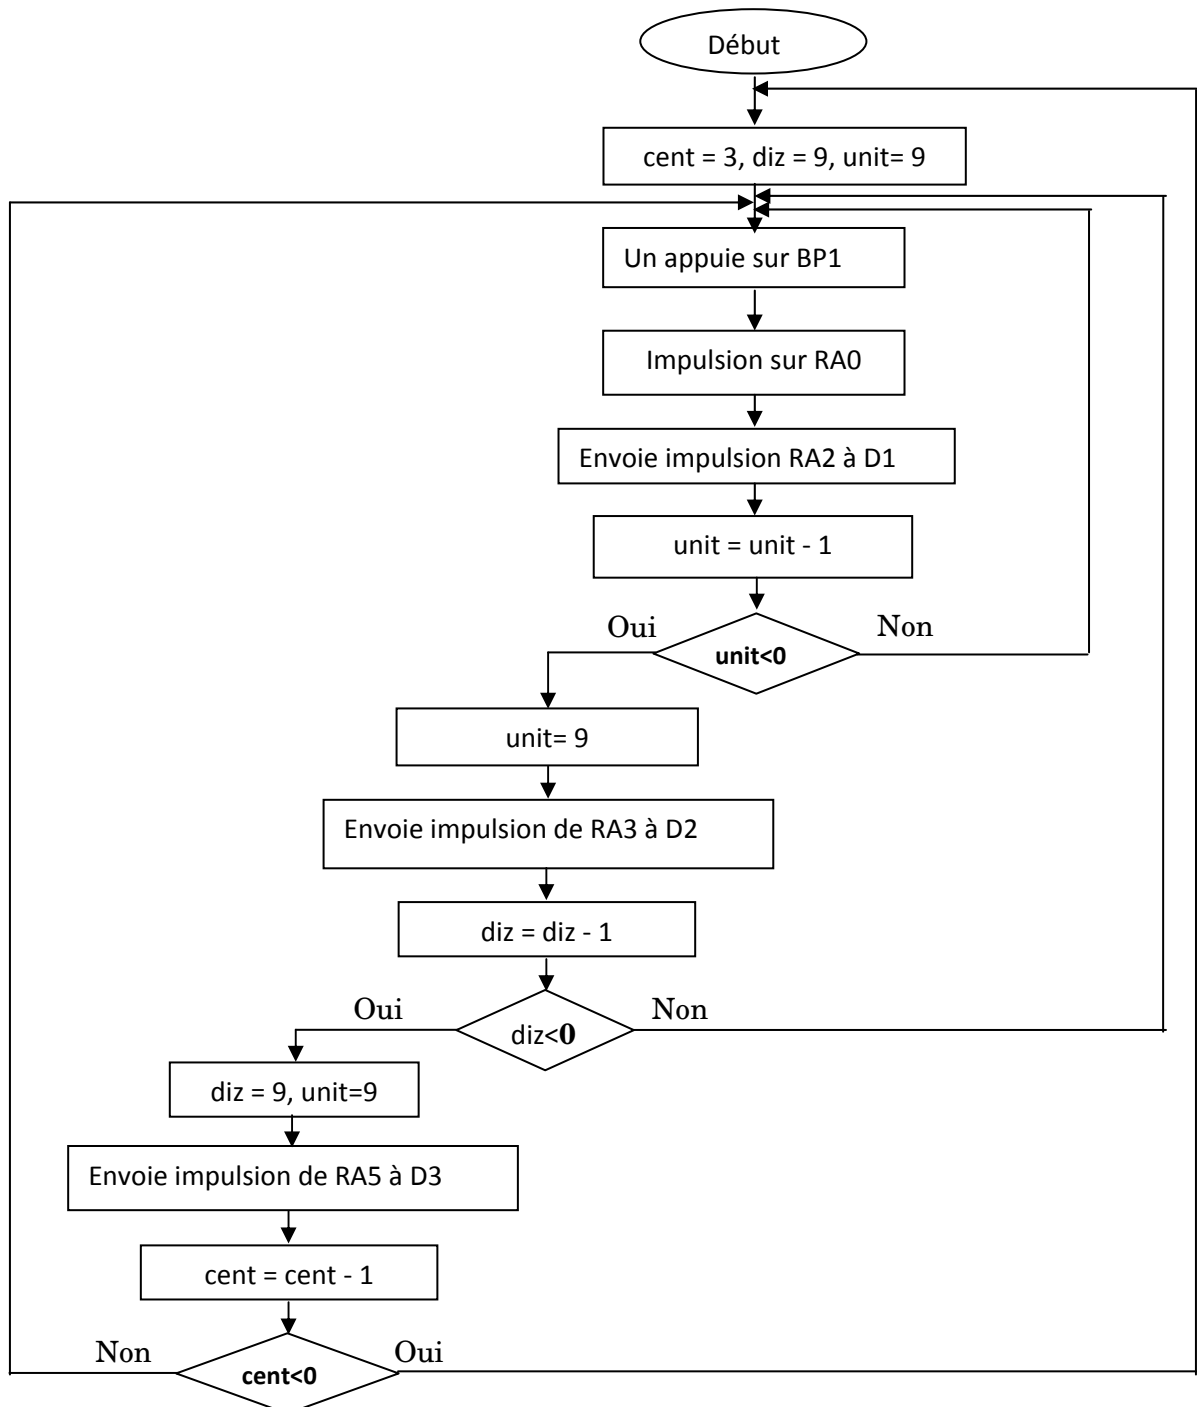 Début
cent = 3, diz = 9, unit= 9
Un appuie sur BP1
Impulsion sur RA0
Envoie impulsion RA2 à D1
unit = unit - 1
Oui
Non
unit<0
unit= 9
Envoie impulsion de RA3 à D2
diz = diz - 1
Oui
Non
diz<0
diz = 9, unit=9
Envoie impulsion de RA5 à D3
cent = cent - 1
Non
Oui
cent<0